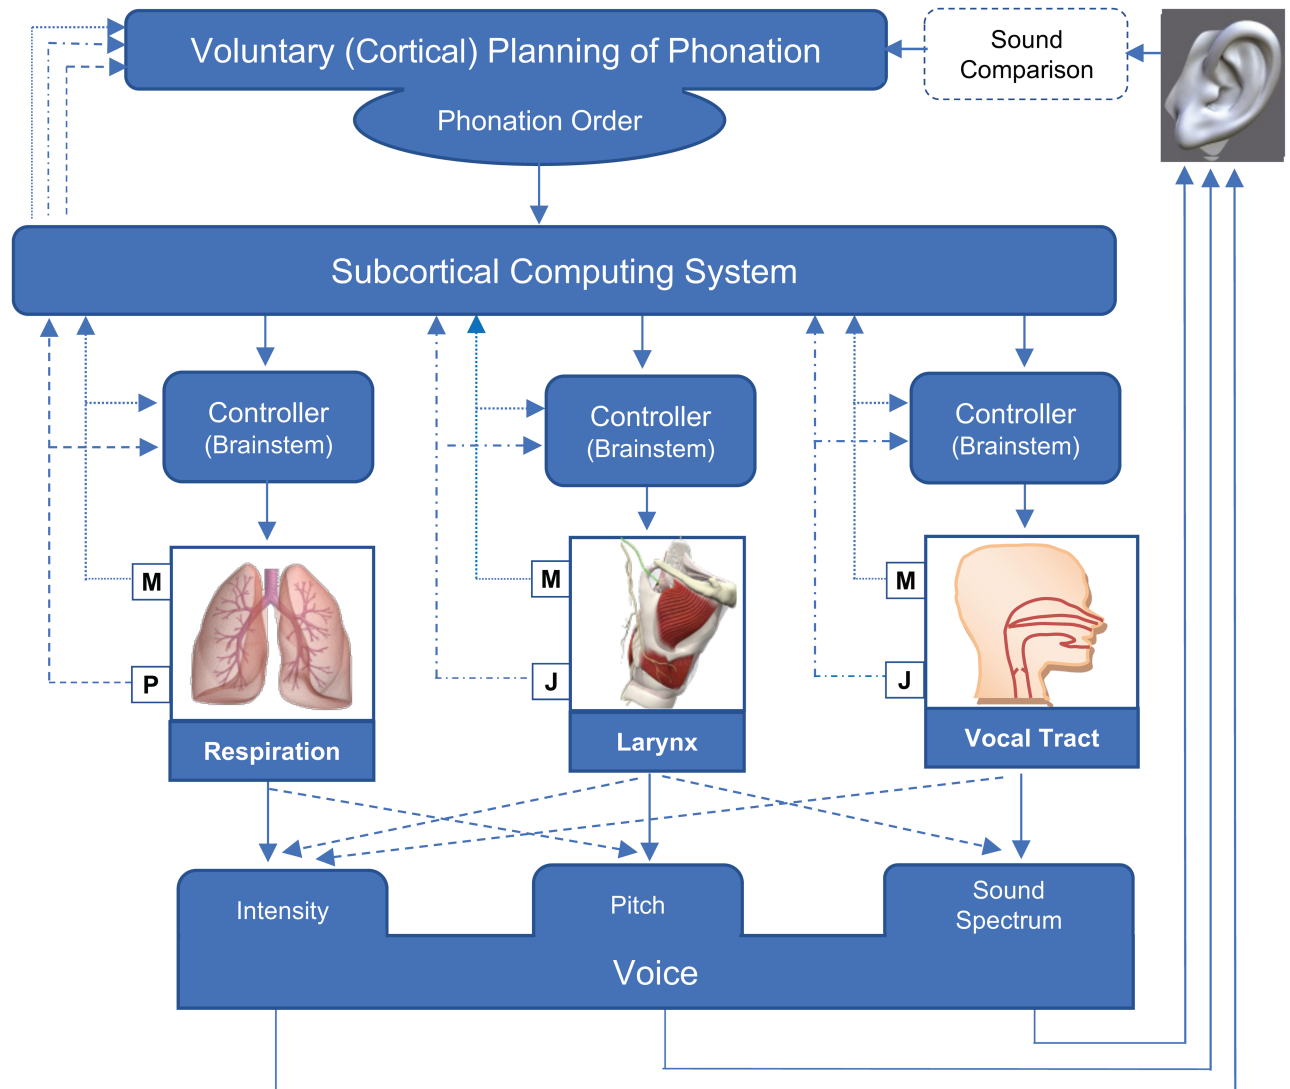 Voluntary (Cortical) Planning of Phonation
Sound
Comparison
Phonation Order
Subcortical Computing System
Controller
(Brainstem)
Controller
(Brainstem)
Controller
(Brainstem)
M
P
Respiration
M
J
Larynx
M
J
Vocal Tract
Intensity
Pitch
Sound
Spectrum
Voice